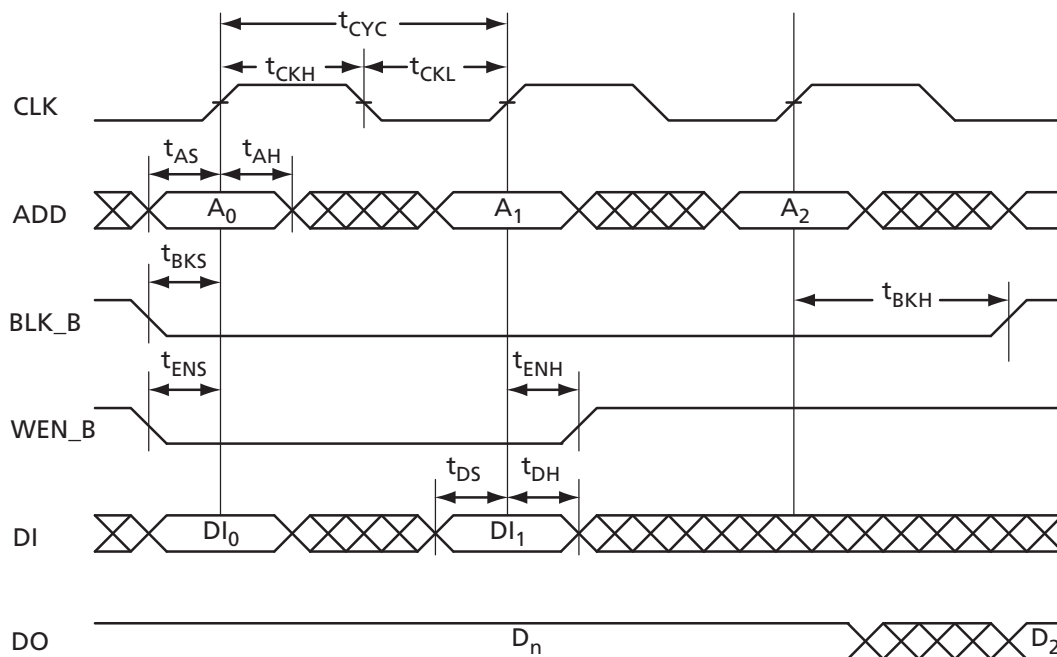 tCYC
tCKH tCKL
CLK
tAS tAH
ADD A0 A1 A2
tBKS
tBKH
BLK_B
tENS tENH
WEN_B
tDS tDH
DI DI0 DI1
DO Dn D2